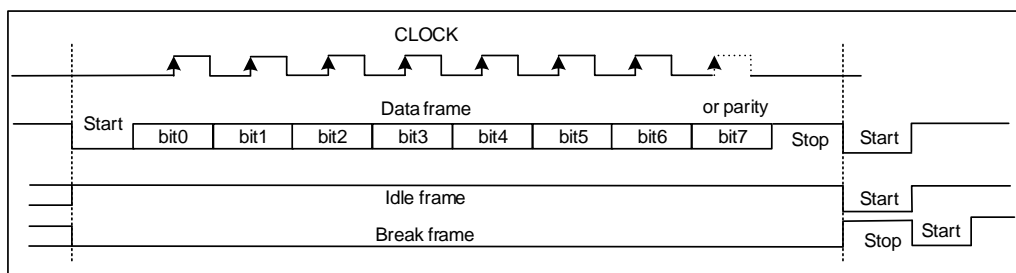 CLOCK
Data frame or parity
Start bit0 bit1 bit2 bit3 bit4 bit5 bit6 bit7 Stop Start
Idle frame Start
Break frame Stop Start